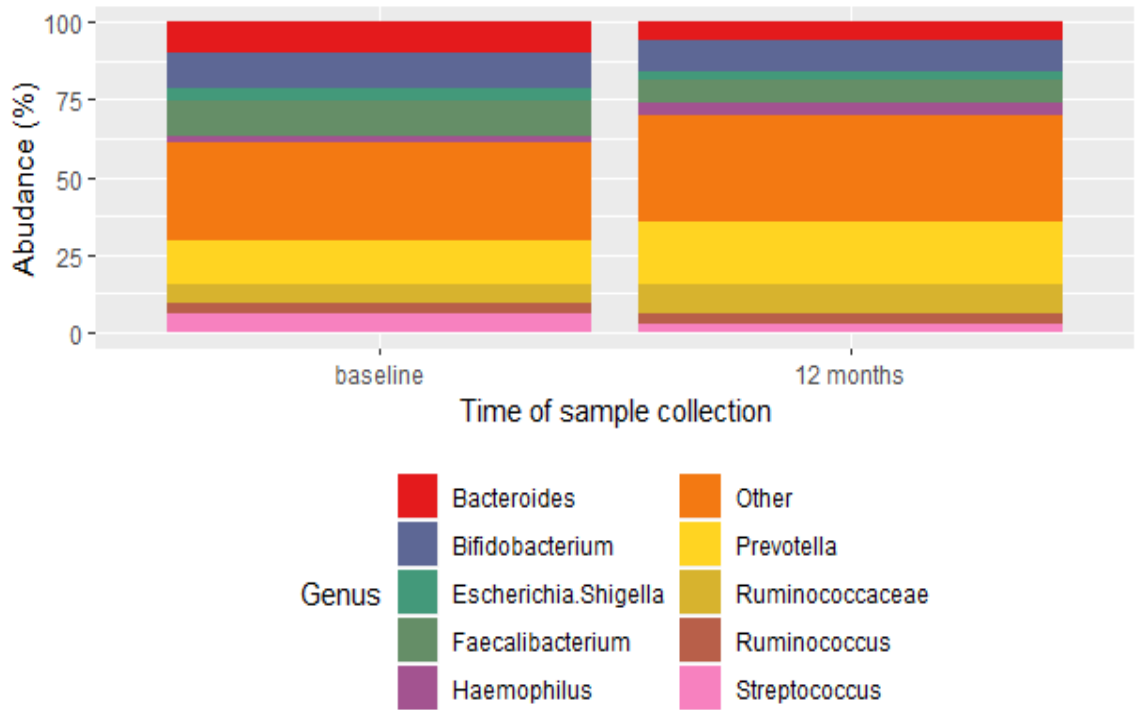 100
75
50
25
0
Abudance (%)
baseline
12 months
Time of sample collection
Genus
Bacteroides
Bifidobacterium
Escherichia.Shigella
Faecalibacterium
Haemophilus
Other
Prevotella
Ruminococcaceae
Ruminococcus
Streptococcus